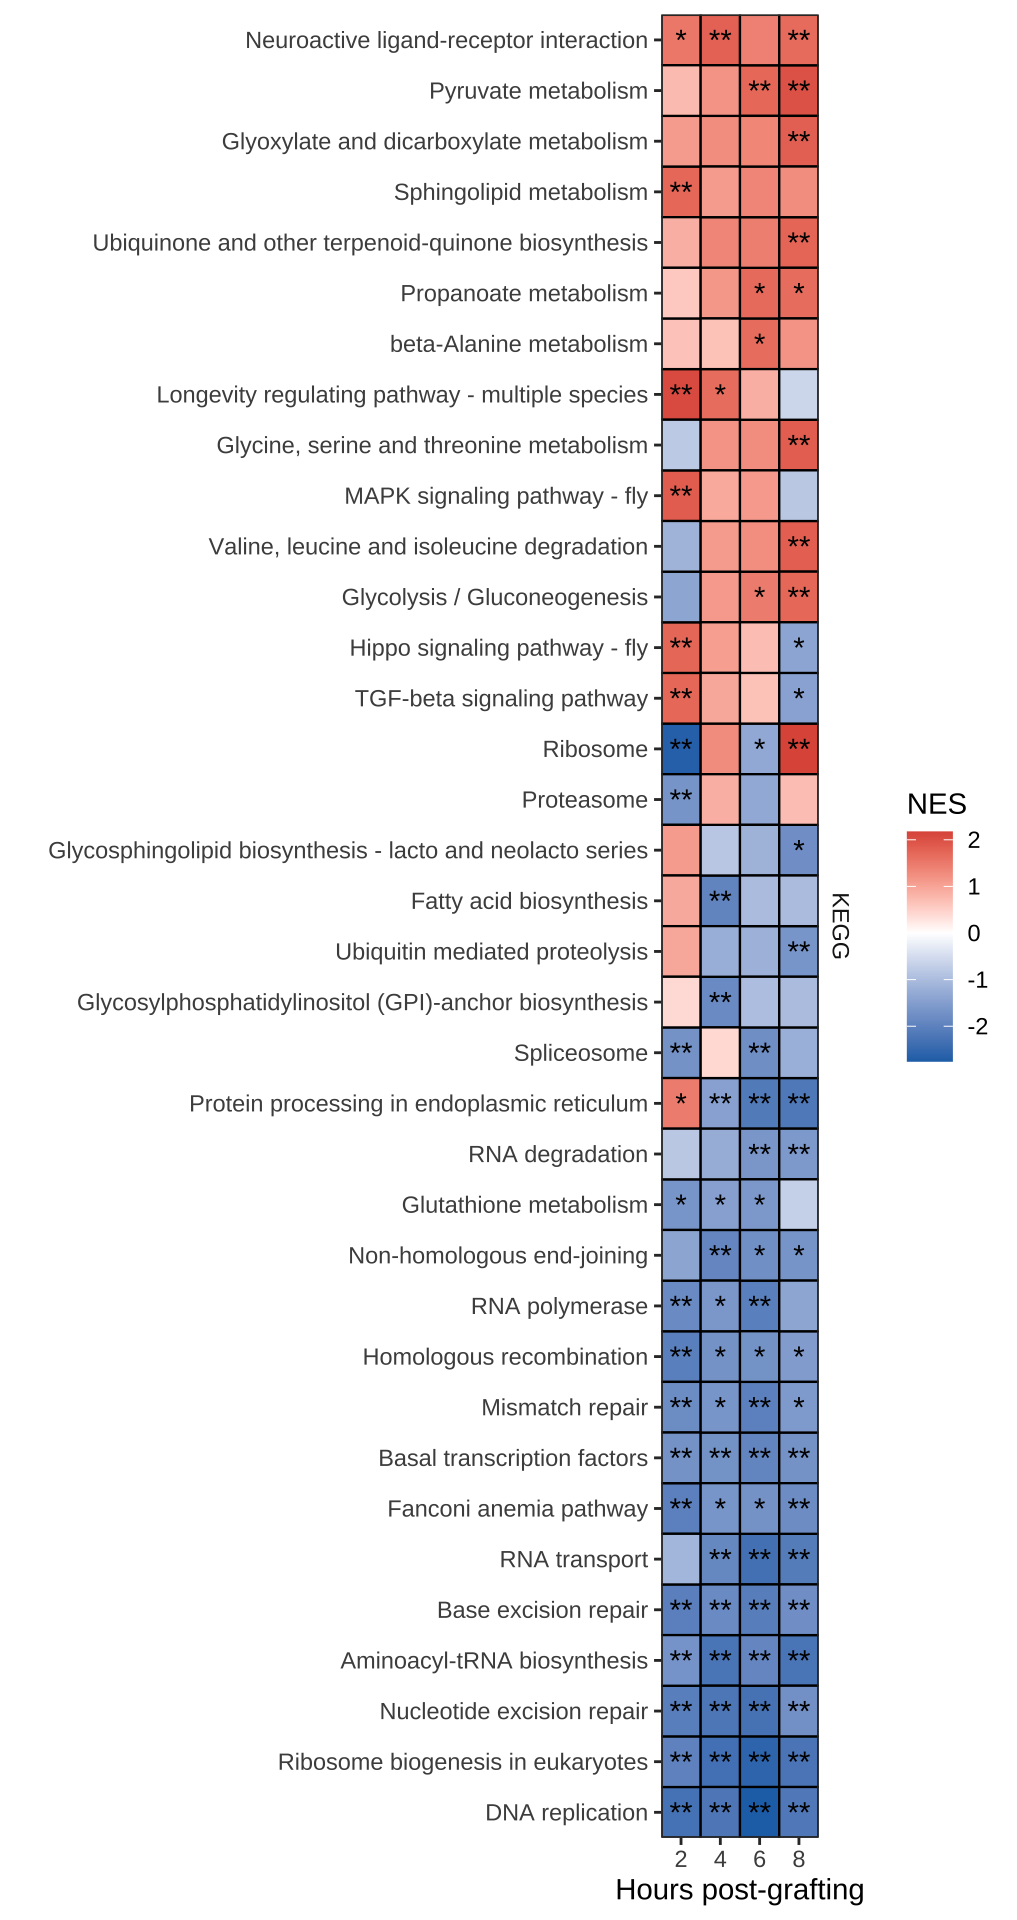 Neuroactive ligand-receptor interaction * ** **
Pyruvate metabolism ** **
Glyoxylate and dicarboxylate metabolism **
Sphingolipid metabolism **
Ubiquinone and other terpenoid-quinone biosynthesis **
Propanoate metabolism * *
beta-Alanine metabolism *
Longevity regulating pathway - multiple species ** *
Glycine, serine and threonine metabolism **
MAPK signaling pathway - fly **
Valine, leucine and isoleucine degradation **
Glycolysis / Gluconeogenesis * **
Hippo signaling pathway - fly ** *
TGF-beta signaling pathway ** *
Ribosome ** * **
Proteasome **
Glycosphingolipid biosynthesis - lacto and neolacto series *
Fatty acid biosynthesis **
Ubiquitin mediated proteolysis **
Glycosylphosphatidylinositol (GPI)-anchor biosynthesis **
Spliceosome ** **
Protein processing in endoplasmic reticulum * ** ** **
RNA degradation ** **
Glutathione metabolism * * *
Non-homologous end-joining ** * *
RNA polymerase ** * **
Homologous recombination ** * * *
Mismatch repair ** * ** *
Basal transcription factors ** ** ** **
Fanconi anemia pathway ** * * **
RNA transport ** ** **
Base excision repair ** ** ** **
Aminoacyl-tRNA biosynthesis ** ** ** **
Nucleotide excision repair ** ** ** **
Ribosome biogenesis in eukaryotes ** ** ** **
DNA replication ** ** ** **
2 4 6 8
Hours post-grafting
KEGG
NES
2
1
0
-1
-2